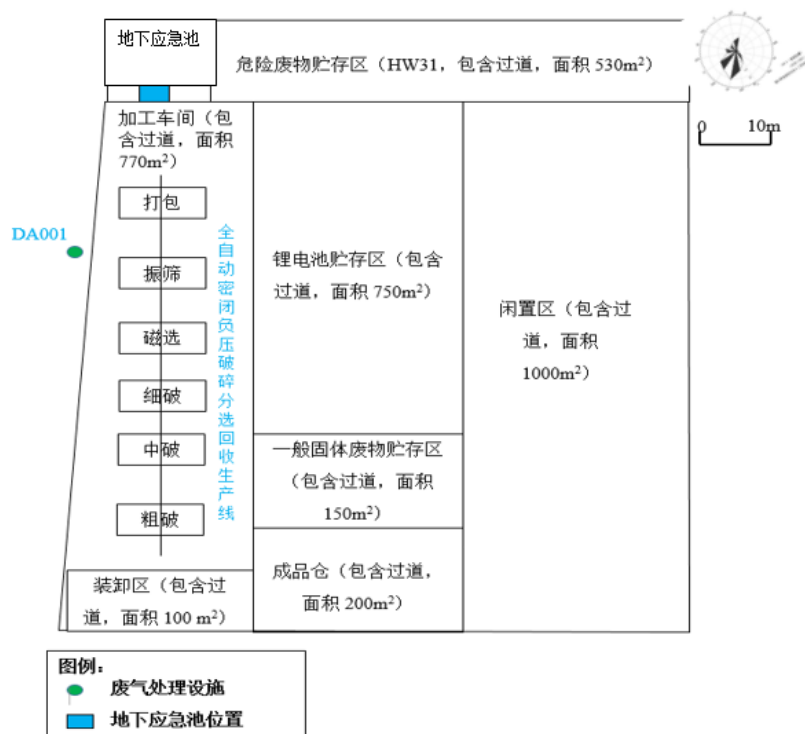 地下应急池
危险废物贮存区（HW31，包含过道，面积 530m²）
0 10m
加工车间（包
含过道，面积
770m²）
打包
DA001
振筛
磁选
细破
中破
粗破
全自动密闭负压破碎分选回收生产线
锂电池贮存区（包含
过道，面积 750m²）
闲置区（包含过
道，面积
1000m²）
一般固体废物贮存区
（包含过道，面积
150m²）
成品仓（包含过道，
面积 200m²）
装卸区（包含过
道，面积 100 m²）
图例：
废气处理设施
地下应急池位置